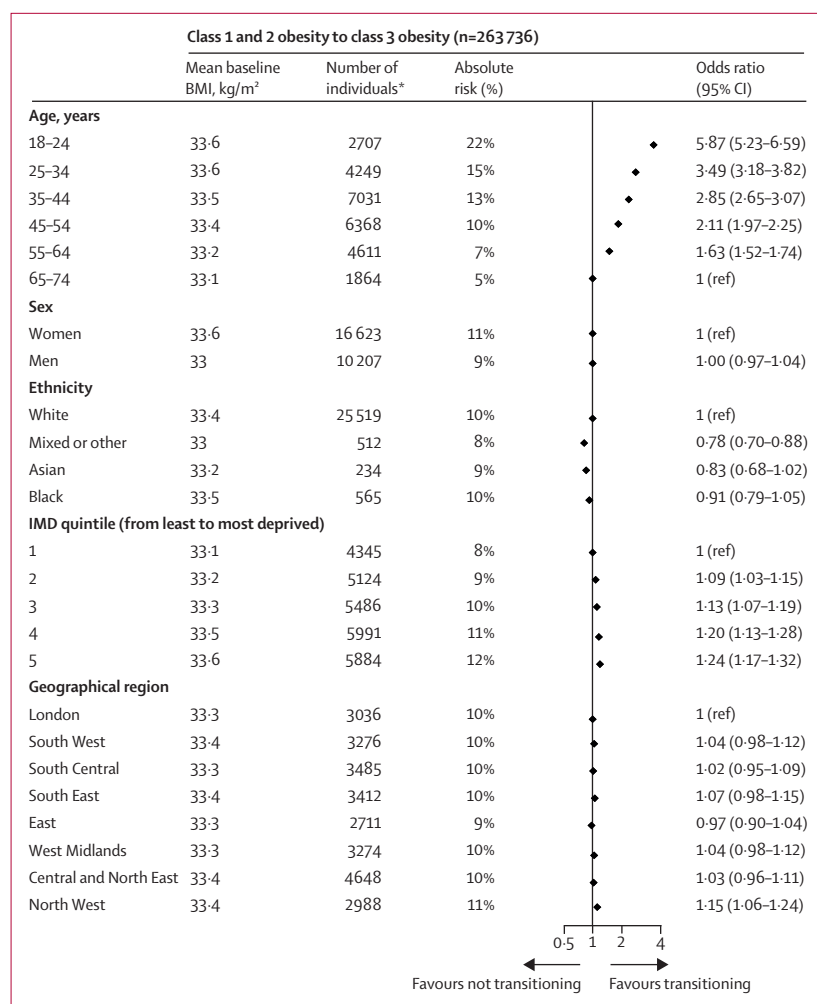 Class 1 and 2 obesity to class 3 obesity (n=263 736)
Mean baseline BMI, kg/m² Number of individuals* Absolute risk (%) Odds ratio (95% CI)
Age, years
18–24 33·6 2707 22% 5·87 (5·23–6·59)
25–34 33·6 4249 15% 3·49 (3·18–3·82)
35–44 33·5 7031 13% 2·85 (2·65–3·07)
45–54 33·4 6368 10% 2·11 (1·97–2·25)
55–64 33·2 4611 7% 1·63 (1·52–1·74)
65–74 33·1 1864 5% 1 (ref)
Sex
Women 33·6 16 623 11% 1 (ref)
Men 33 10 207 9% 1·00 (0·97–1·04)
Ethnicity
White 33·4 25 519 10% 1 (ref)
Mixed or other 33 512 8% 0·78 (0·70–0·88)
Asian 33·2 234 9% 0·83 (0·68–1·02)
Black 33·5 565 10% 0·91 (0·79–1·05)
IMD quintile (from least to most deprived)
1 33·1 4345 8% 1 (ref)
2 33·2 5124 9% 1·09 (1·03–1·15)
3 33·3 5486 10% 1·13 (1·07–1·19)
4 33·5 5991 11% 1·20 (1·13–1·28)
5 33·6 5884 12% 1·24 (1·17–1·32)
Geographical region
London 33·3 3036 10% 1 (ref)
South West 33·4 3276 10% 1·04 (0·98–1·12)
South Central 33·3 3485 10% 1·02 (0·95–1·09)
South East 33·4 3412 10% 1·07 (0·98–1·15)
East 33·3 2711 9% 0·97 (0·90–1·04)
West Midlands 33·3 3274 10% 1·04 (0·98–1·12)
Central and North East 33·4 4648 10% 1·03 (0·96–1·11)
North West 33·4 2988 11% 1·15 (1·06–1·24)
0·5 1 2 4
Favours not transitioning Favours transitioning